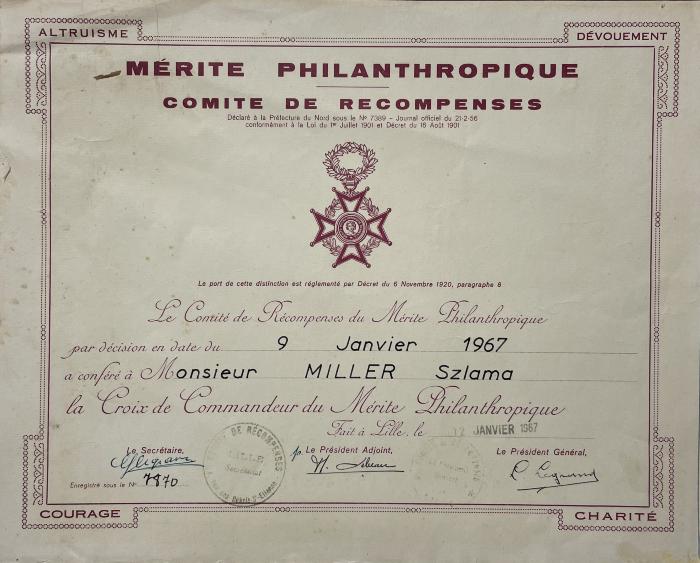 ALTRUISME
DÉVOUEMENT
MÉRITE PHILANTHROPIQUE
COMITE DE RECOMPENSES
Déclaré à la Préfecture du Nord sous le Nº 7389 - Journal officiel du 21-2-56
conformément à la Loi du 1er Juillet 1901 et Décret du 16 Août 1901
Le port de cette distinction est réglementé par Décret du 6 Novembre 1920, paragraphe 8
Le Comité de Récompenses du Mérite Philanthropique
par décision en date du 9 Janvier 1967
a conféré à Monsieur MILLER Szlama
la Croix de Commandeur du Mérite Philanthropique
Fait à Lille, le 12 JANVIER 1967
Le Secrétaire,
p. Le Président Adjoint,
Le Président Général,
DE RÉCOMPENSES
LILLE
Secrétariat
L. Legrand
Enregistré sous le Nº 7870
COURAGE
CHARITÉ